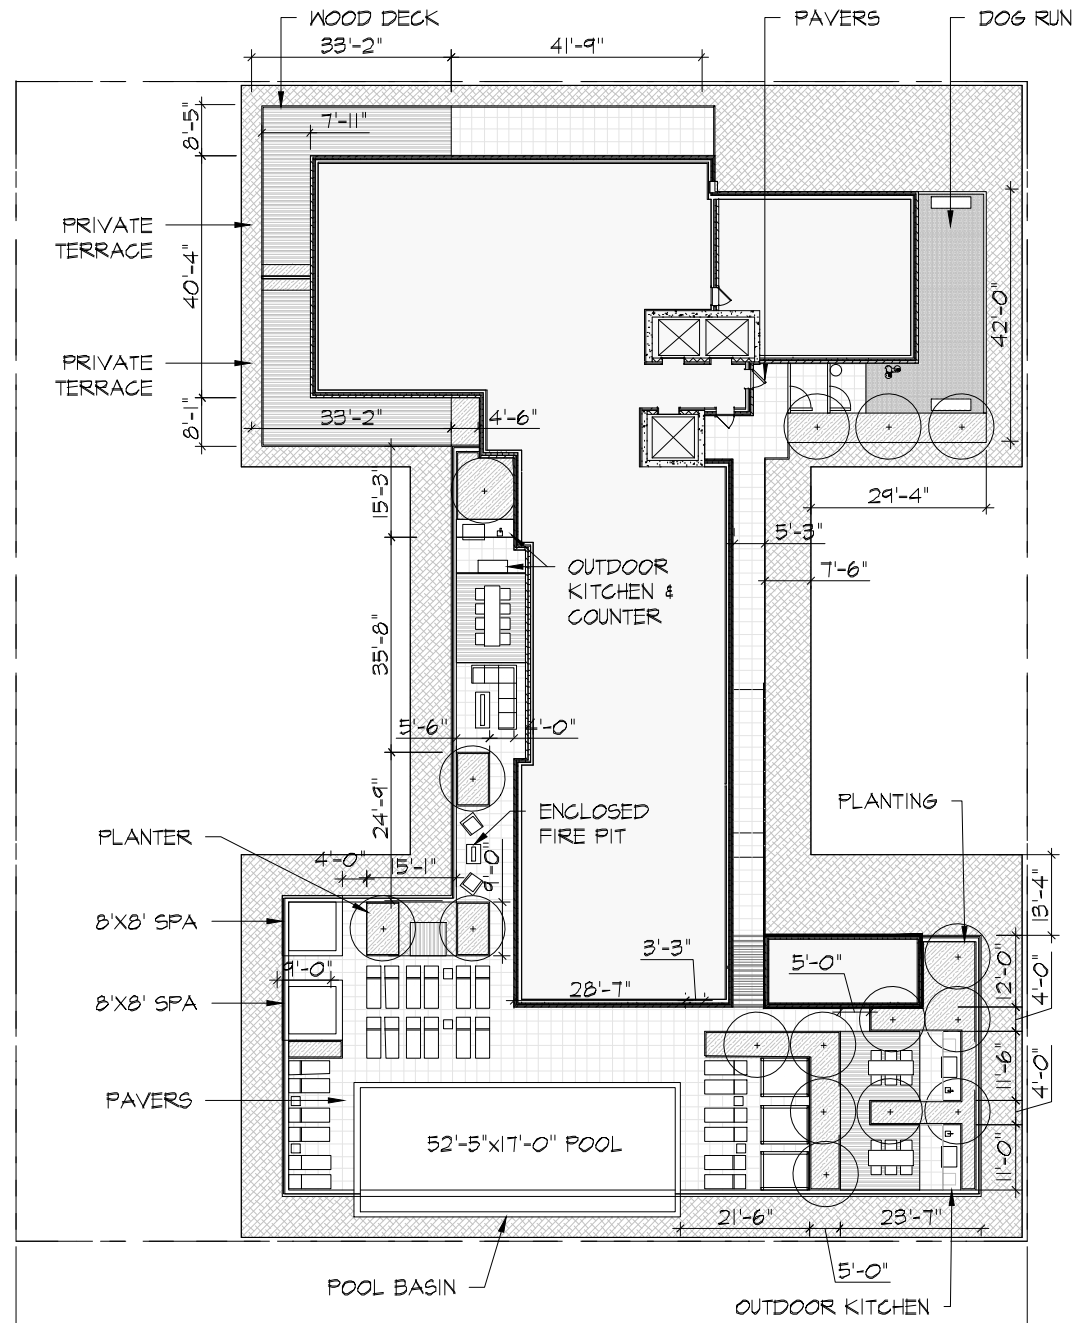 WOOD DECK
PAVERS
DOG RUN
33'-2"
41'-9"
8'-5"
7'-11"
PRIVATE
TERRACE
40'-4"
42'-0"
PRIVATE
TERRACE
8'-1"
33'-2"
4'-6"
15'-3"
29'-4"
5'-3"
7'-6"
OUTDOOR
KITCHEN &
COUNTER
35'-8"
5'-6"
'-0"
24'-9"
ENCLOSED
FIRE PIT
PLANTING
PLANTER
4'-0"
15'-1"
9'-0"
13'-4"
8'X8' SPA
3'-3"
5'-0"
12'-0"
4'-0"
9'-0"
28'-7"
8'X8' SPA
11'-6"
4'-0"
PAVERS
52'-5"X17'-0" POOL
11'-0"
21'-6"
23'-7"
5'-0"
POOL BASIN
OUTDOOR KITCHEN